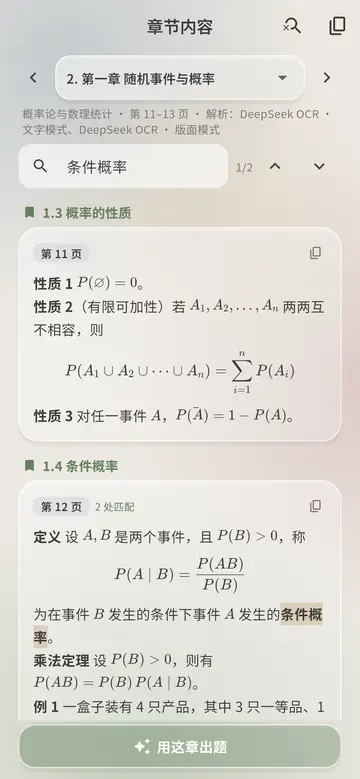 章节内容
2. 第一章 随机事件与概率
概率论与数理统计 · 第 11–13 页 · 解析：DeepSeek OCR ·
文字模式、DeepSeek OCR · 版面模式
条件概率
1/2
1.3 概率的性质
第 11 页
性质 1 P(∅) = 0。
性质 2（有限可加性）若 A₁, A₂, . . . , Aₙ 两两互
不相容，则
P(A₁ ∪ A₂ ∪ ⋯ ∪ Aₙ) = ∑ᵢ₌₁ⁿ P(Aᵢ)
性质 3 对任一事件 A，P(Ā) = 1 − P(A)。
1.4 条件概率
第 12 页 2 处匹配
定义 设 A, B 是两个事件，且 P(B) > 0，称
P(A | B) = P(AB) / P(B)
为在事件 B 发生的条件下事件 A 发生的条件概
率。
乘法定理 设 P(B) > 0，则有
P(AB) = P(B) P(A | B)。
例 1 一盒子装有 4 只产品，其中 3 只一等品、1
用这章出题